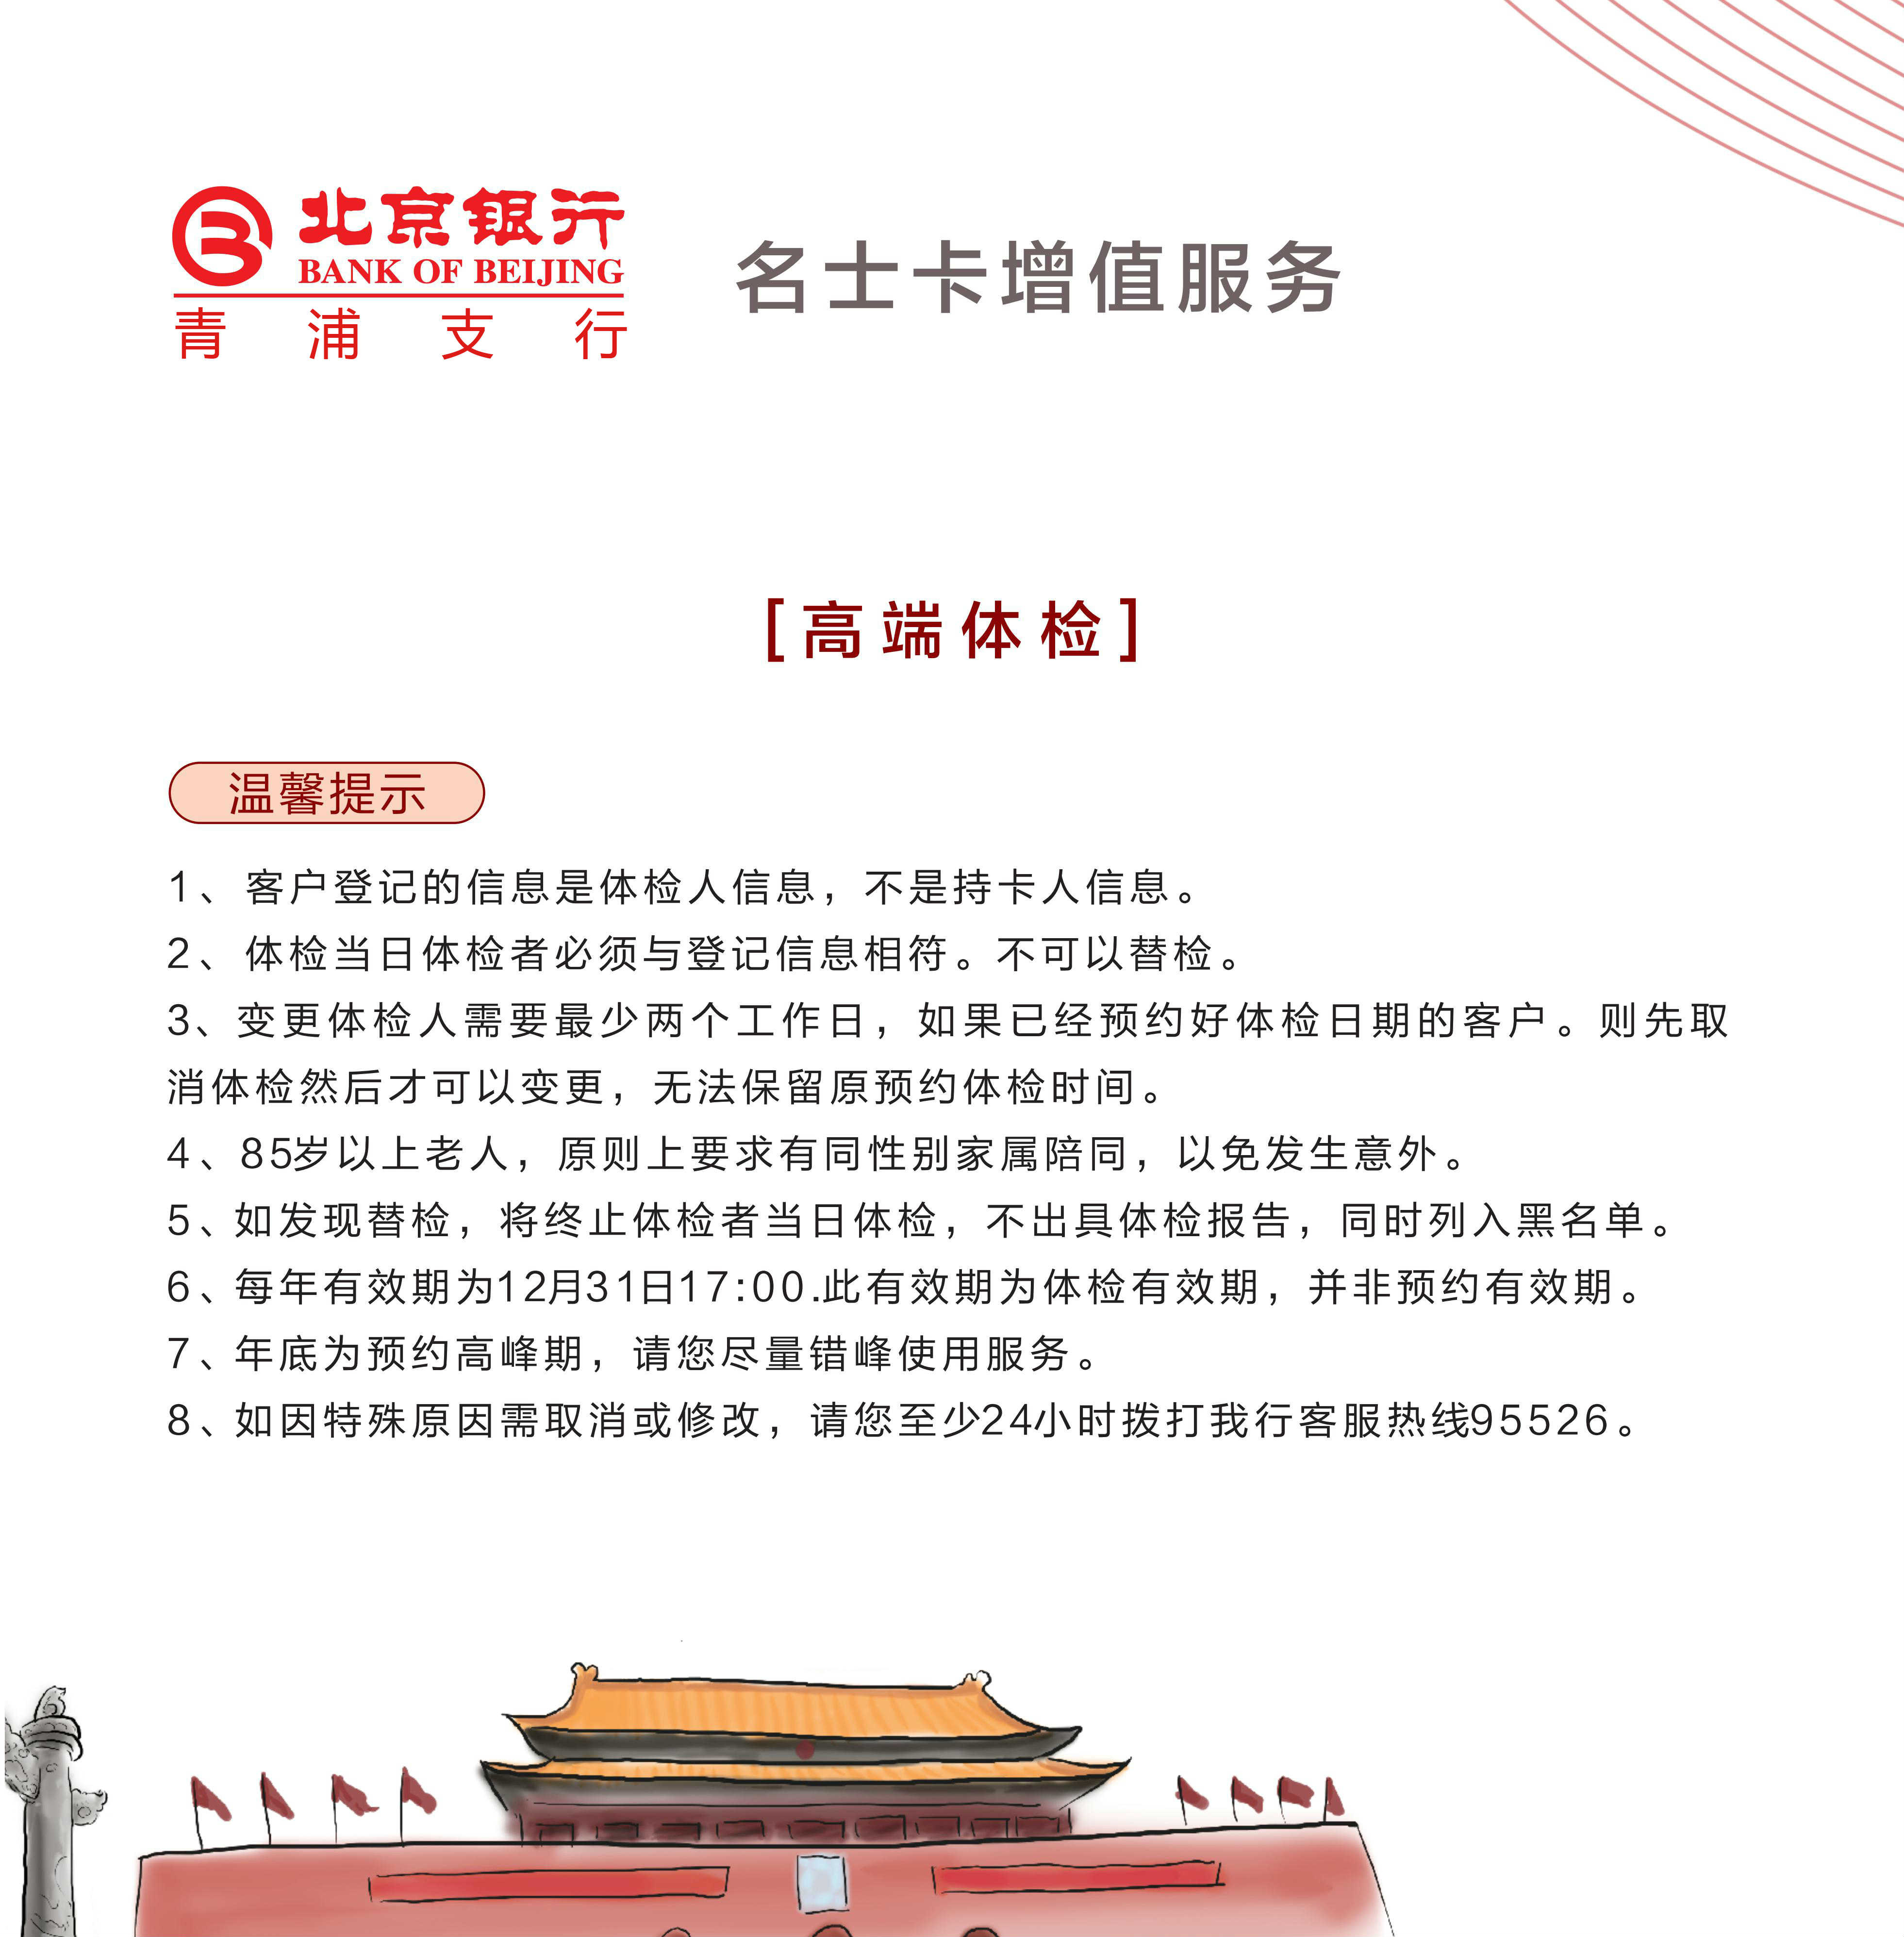 北京银行
BANK OF BEIJING
青浦支行
名士卡增值服务
[高端体检]
温馨提示
1、客户登记的信息是体检人信息，不是持卡人信息。
2、体检当日体检者必须与登记信息相符。不可以替检。
3、变更体检人需要最少两个工作日，如果已经预约好体检日期的客户。则先取
消体检然后才可以变更，无法保留原预约体检时间。
4、85岁以上老人，原则上要求有同性别家属陪同，以免发生意外。
5、如发现替检，将终止体检者当日体检，不出具体检报告，同时列入黑名单。
6、每年有效期为12月31日17:00.此有效期为体检有效期，并非预约有效期。
7、年底为预约高峰期，请您尽量错峰使用服务。
8、如因特殊原因需取消或修改，请您至少24小时拨打我行客服热线95526。